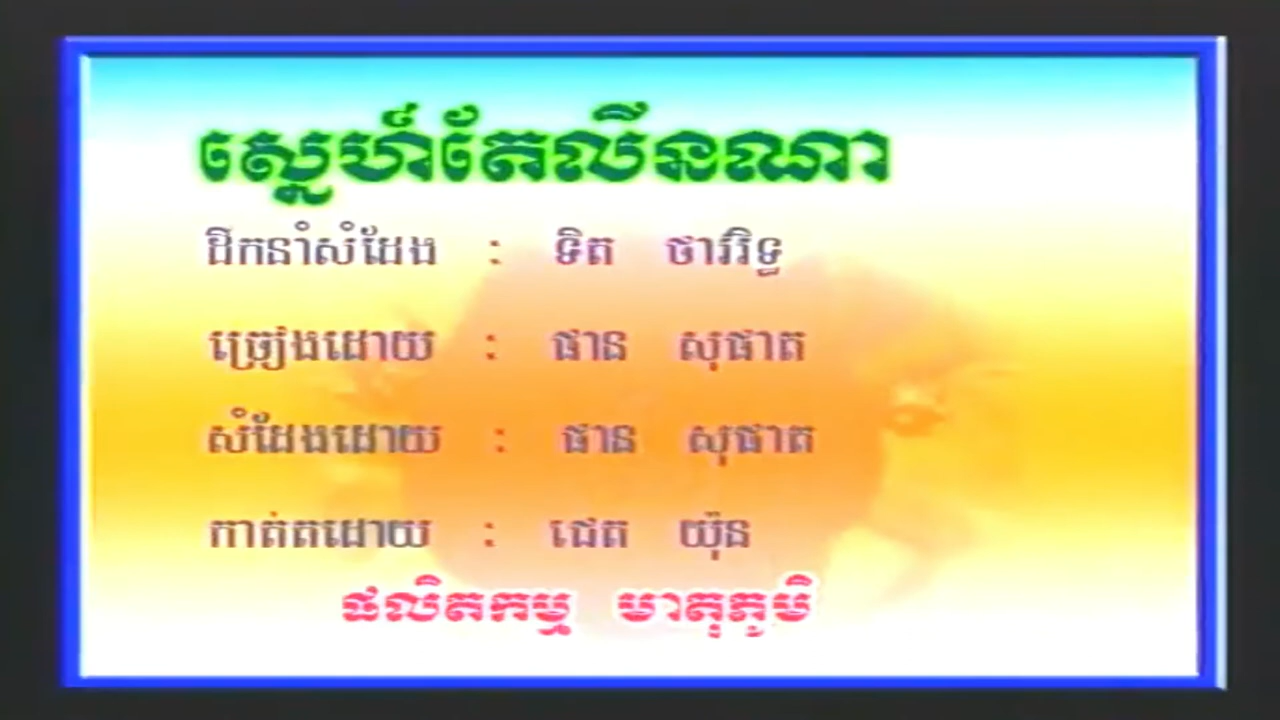 ស្នេហ៍តែលីនណា
ដឹកនាំសំដែង : ទិត ថាវរិទ្ធ
ច្រៀងដោយ : ផាន សុផាត
សំដែងដោយ : ផាន សុផាត
កាត់តដោយ : ជេត យ៉ុន
ផលិតកម្ម មាតុភូមិ